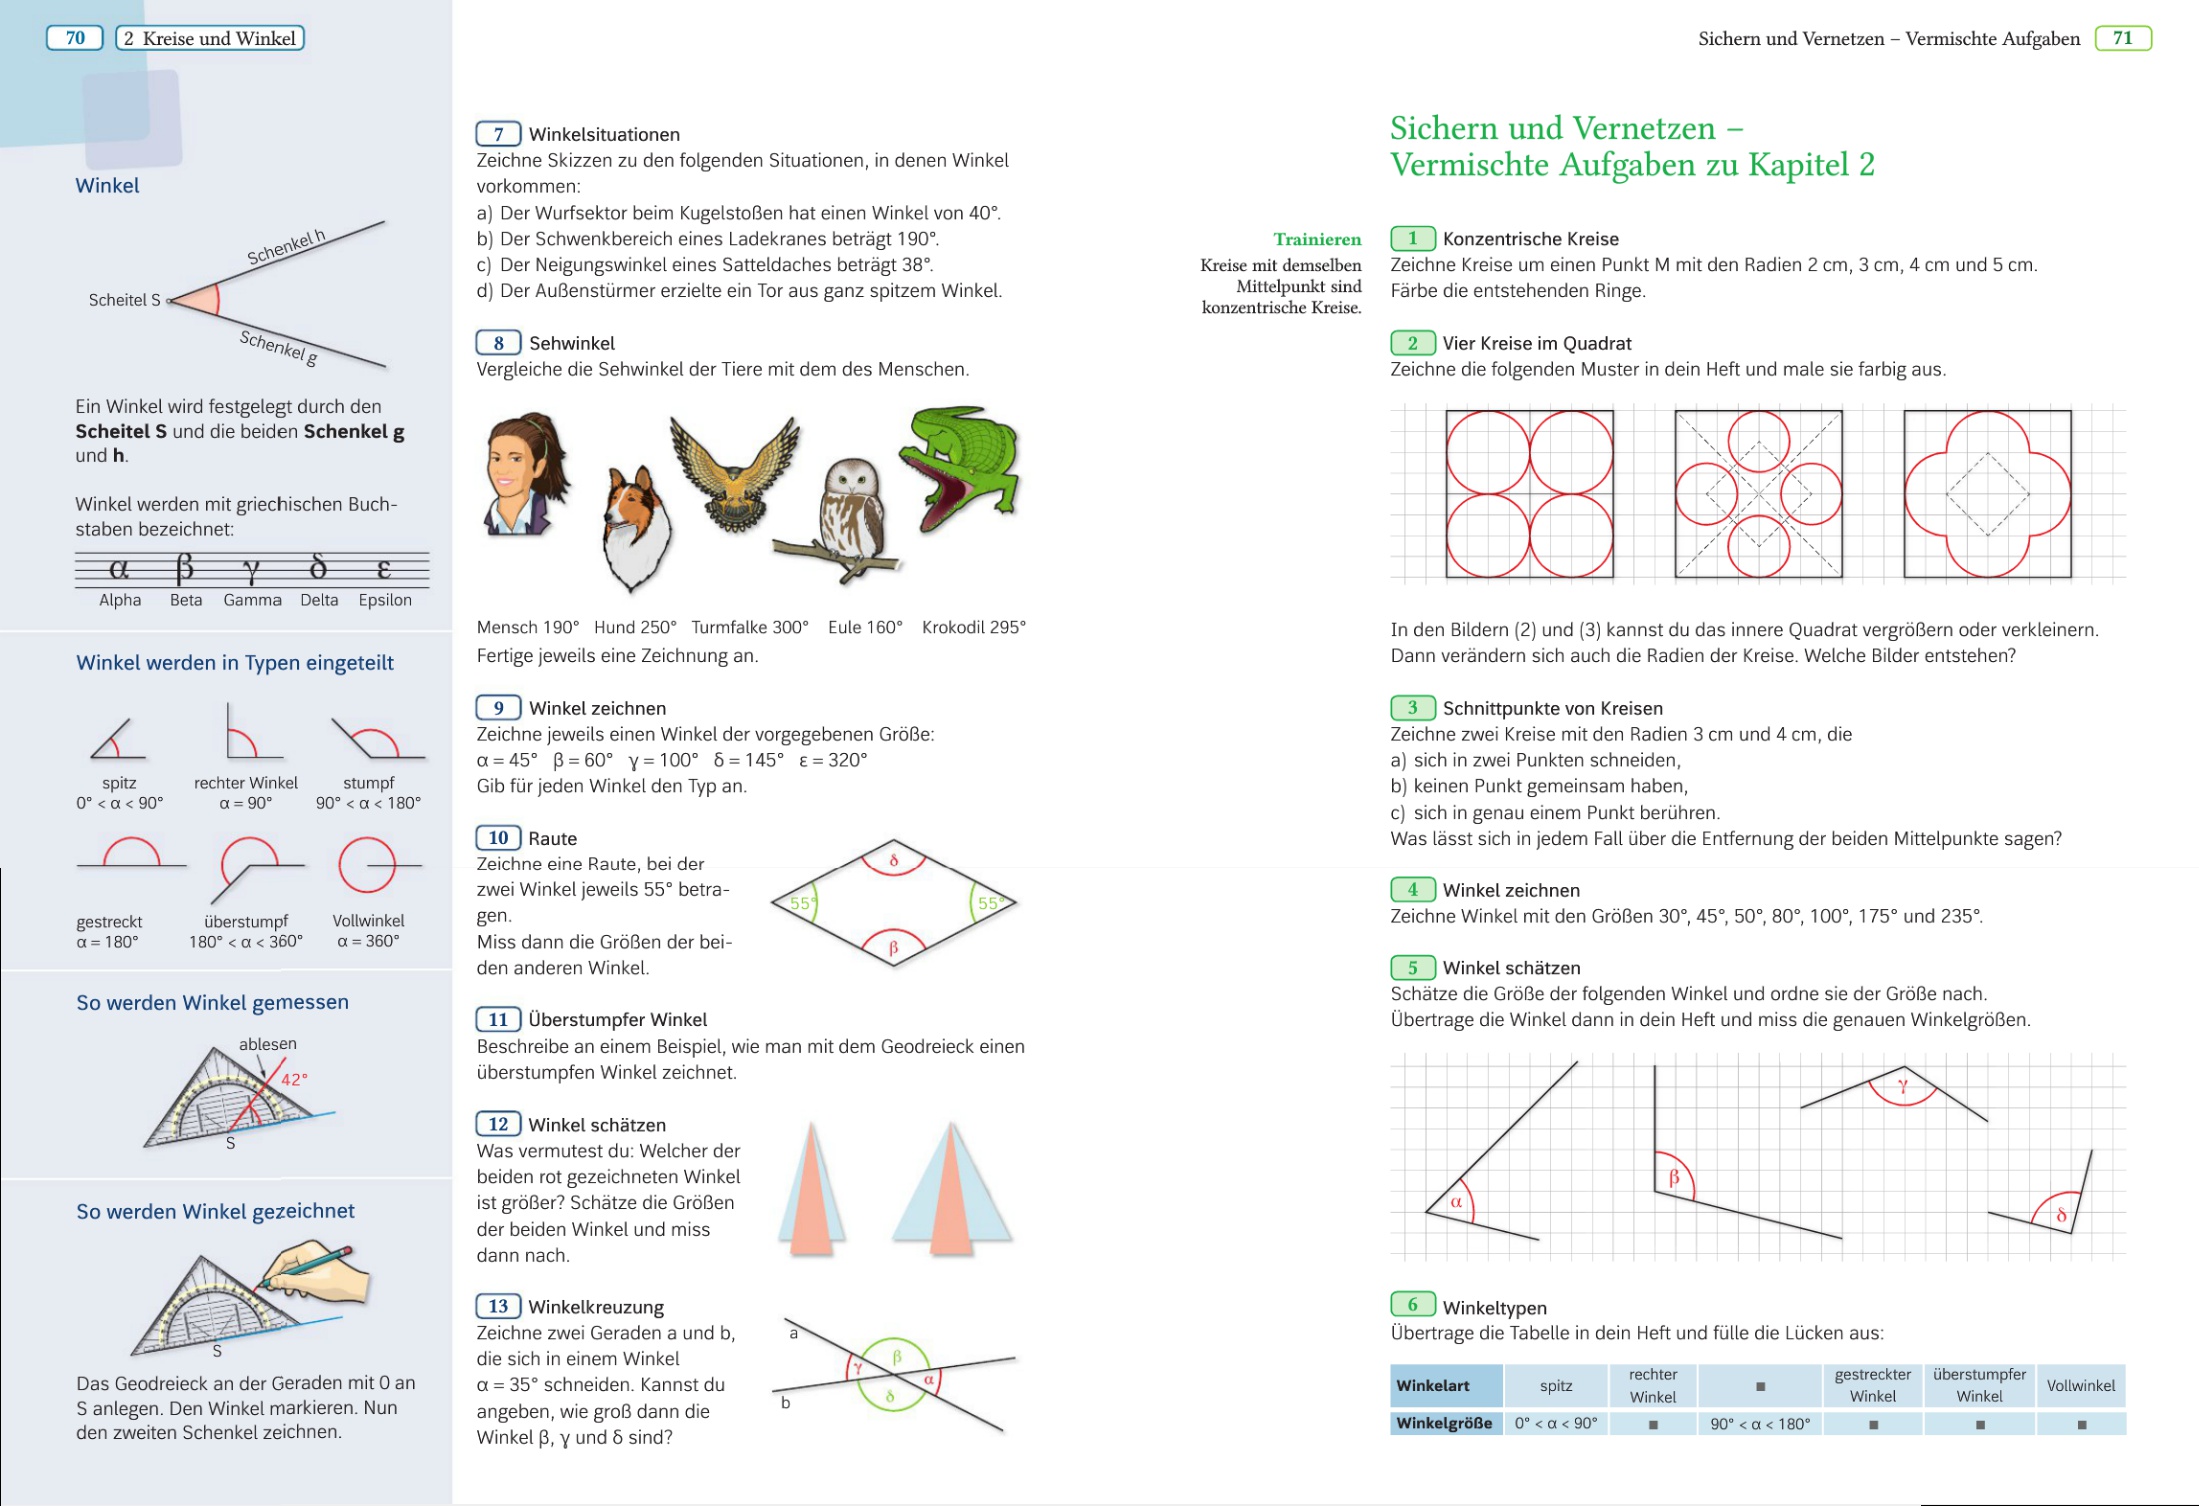 70 2 Kreise und Winkel
Winkel
Schenkel h
Scheitel S
Schenkel g
Ein Winkel wird festgelegt durch den
Scheitel S und die beiden Schenkel g
und h.
Winkel werden mit griechischen Buch-
staben bezeichnet:
α β γ δ ε
Alpha Beta Gamma Delta Epsilon
Winkel werden in Typen eingeteilt
spitz rechter Winkel stumpf
0° < α < 90° α = 90° 90° < α < 180°
gestreckt überstumpf Vollwinkel
α = 180° 180° < α < 360° α = 360°
So werden Winkel gemessen
ablesen
42°
S
So werden Winkel gezeichnet
S
Das Geodreieck an der Geraden mit 0 an
S anlegen. Den Winkel markieren. Nun
den zweiten Schenkel zeichnen.
7 Winkelsituationen
Zeichne Skizzen zu den folgenden Situationen, in denen Winkel
vorkommen:
a) Der Wurfsektor beim Kugelstoßen hat einen Winkel von 40°.
b) Der Schwenkbereich eines Ladekranes beträgt 190°.
c) Der Neigungswinkel eines Satteldaches beträgt 38°.
d) Der Außenstürmer erzielte ein Tor aus ganz spitzem Winkel.
8 Sehwinkel
Vergleiche die Sehwinkel der Tiere mit dem des Menschen.
Mensch 190° Hund 250° Turmfalke 300° Eule 160° Krokodil 295°
Fertige jeweils eine Zeichnung an.
9 Winkel zeichnen
Zeichne jeweils einen Winkel der vorgegebenen Größe:
α = 45° β = 60° γ = 100° δ = 145° ε = 320°
Gib für jeden Winkel den Typ an.
10 Raute
Zeichne eine Raute, bei der
zwei Winkel jeweils 55° betra-
gen.
Miss dann die Größen der bei-
den anderen Winkel.
δ
55° 55°
β
11 Überstumpfer Winkel
Beschreibe an einem Beispiel, wie man mit dem Geodreieck einen
überstumpfen Winkel zeichnet.
12 Winkel schätzen
Was vermutest du: Welcher der
beiden rot gezeichneten Winkel
ist größer? Schätze die Größen
der beiden Winkel und miss
dann nach.
13 Winkelkreuzung
Zeichne zwei Geraden a und b,
die sich in einem Winkel
α = 35° schneiden. Kannst du
angeben, wie groß dann die
Winkel β, γ und δ sind?
a
β
γ α
δ
b
Sichern und Vernetzen – Vermischte Aufgaben 71
Sichern und Vernetzen –
Vermischte Aufgaben zu Kapitel 2
Trainieren
Kreise mit demselben
Mittelpunkt sind
konzentrische Kreise.
1 Konzentrische Kreise
Zeichne Kreise um einen Punkt M mit den Radien 2 cm, 3 cm, 4 cm und 5 cm.
Färbe die entstehenden Ringe.
2 Vier Kreise im Quadrat
Zeichne die folgenden Muster in dein Heft und male sie farbig aus.
In den Bildern (2) und (3) kannst du das innere Quadrat vergrößern oder verkleinern.
Dann verändern sich auch die Radien der Kreise. Welche Bilder entstehen?
3 Schnittpunkte von Kreisen
Zeichne zwei Kreise mit den Radien 3 cm und 4 cm, die
a) sich in zwei Punkten schneiden,
b) keinen Punkt gemeinsam haben,
c) sich in genau einem Punkt berühren.
Was lässt sich in jedem Fall über die Entfernung der beiden Mittelpunkte sagen?
4 Winkel zeichnen
Zeichne Winkel mit den Größen 30°, 45°, 50°, 80°, 100°, 175° und 235°.
5 Winkel schätzen
Schätze die Größe der folgenden Winkel und ordne sie der Größe nach.
Übertrage die Winkel dann in dein Heft und miss die genauen Winkelgrößen.
α β γ δ
6 Winkeltypen
Übertrage die Tabelle in dein Heft und fülle die Lücken aus:
Winkelart spitz rechter Winkel ■ gestreckter Winkel überstumpfer Winkel Vollwinkel
Winkelgröße 0° < α < 90° ■ 90° < α < 180° ■ ■ ■